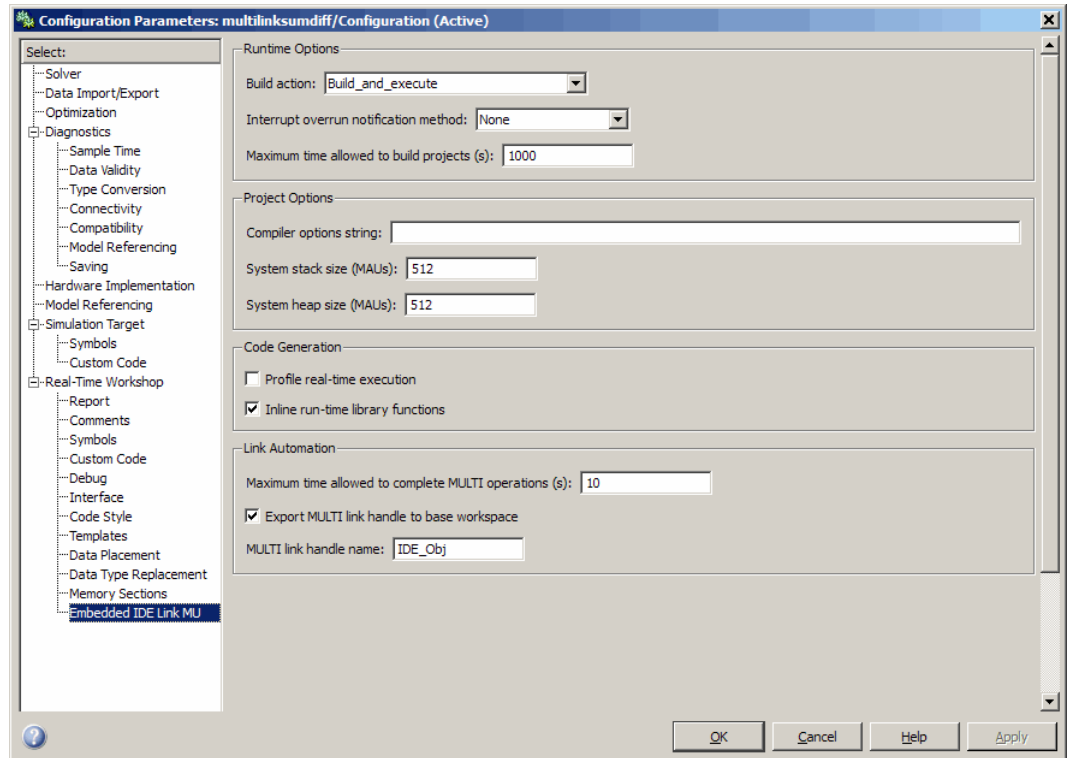 Configuration Parameters: multilinksumdiff/Configuration (Active)
Select:
Solver
Data Import/Export
Optimization
Diagnostics
Sample Time
Data Validity
Type Conversion
Connectivity
Compatibility
Model Referencing
Saving
Hardware Implementation
Model Referencing
Simulation Target
Symbols
Custom Code
Real-Time Workshop
Report
Comments
Symbols
Custom Code
Debug
Interface
Code Style
Templates
Data Placement
Data Type Replacement
Memory Sections
Embedded IDE Link MU
Runtime Options
Build action: Build_and_execute
Interrupt overrun notification method: None
Maximum time allowed to build projects (s): 1000
Project Options
Compiler options string:
System stack size (MAUs): 512
System heap size (MAUs): 512
Code Generation
Profile real-time execution
Inline run-time library functions
Link Automation
Maximum time allowed to complete MULTI operations (s): 10
Export MULTI link handle to base workspace
MULTI link handle name: IDE_Obj
OK Cancel Help Apply